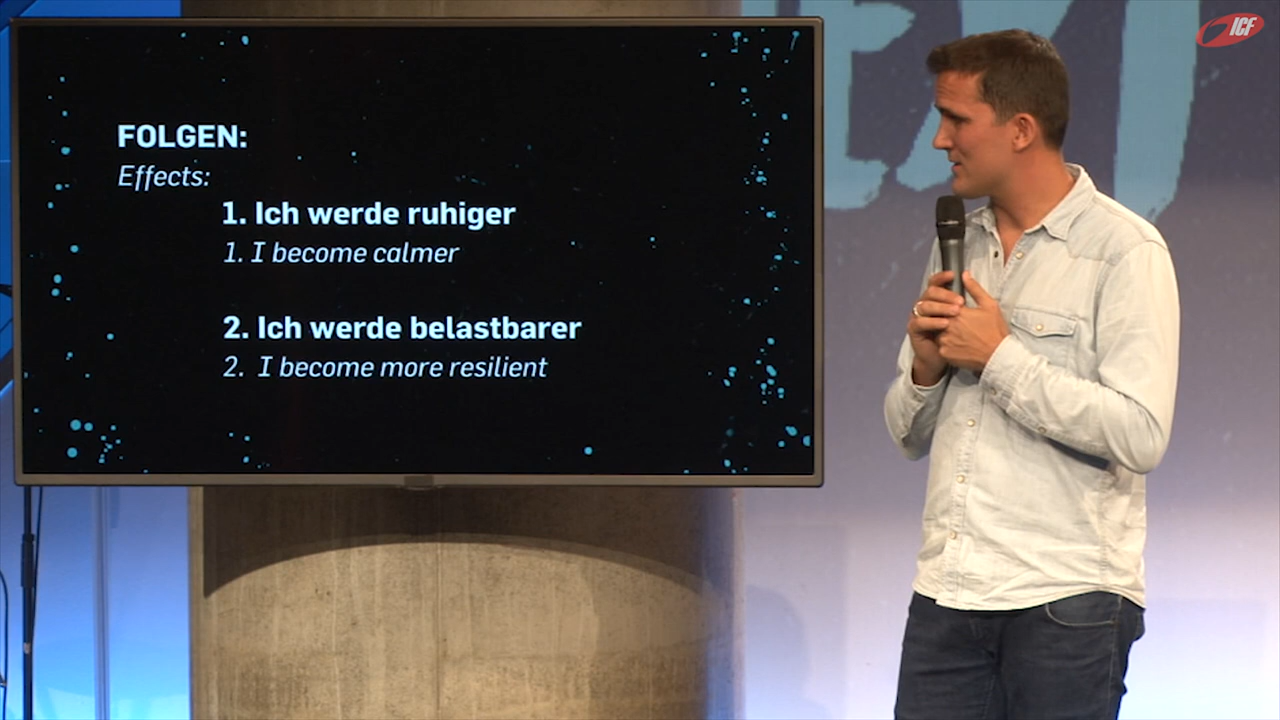 FOLGEN:
Effects:
1. Ich werde ruhiger
1. I become calmer
2. Ich werde belastbarer
2. I become more resilient
ICF